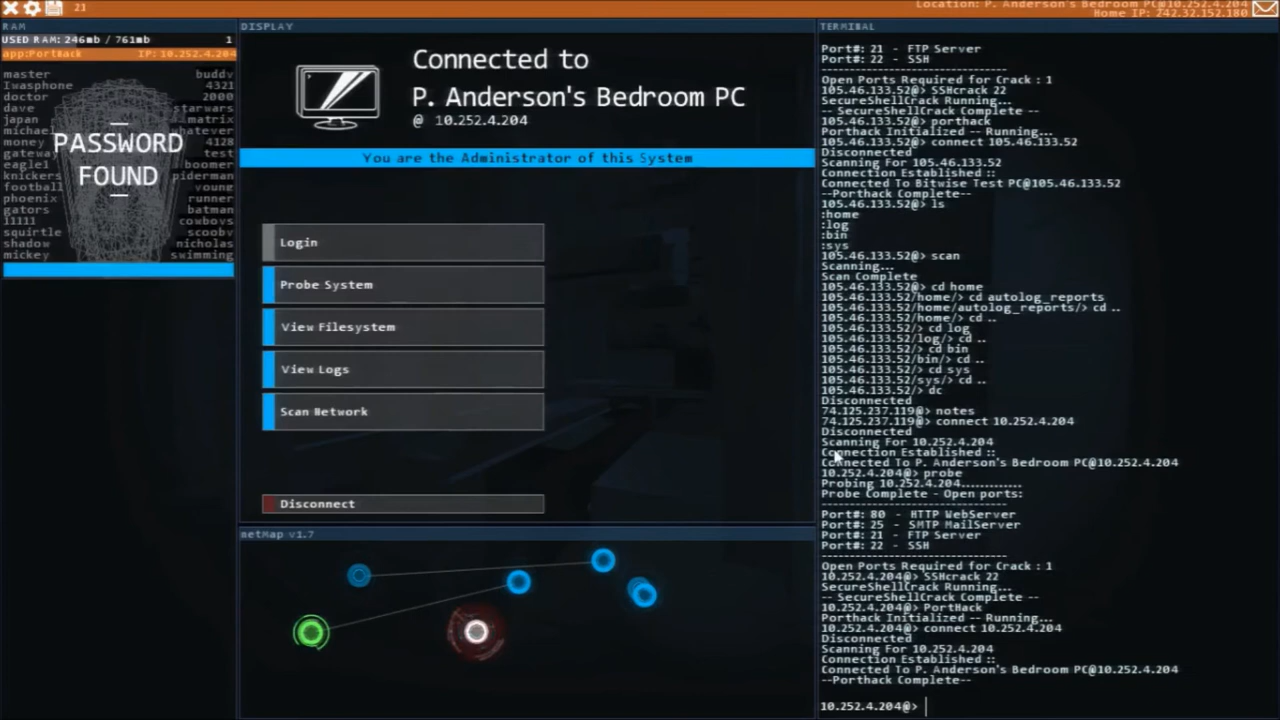 21
Location: P. Anderson's Bedroom PC@10.252.4.204
Home IP: 242.32.152.180
RAM
USED RAM: 246mb / 761mb 1
app:PortHack IP: 10.252.4.204
master buddy
Iwasphone 4321
doctor 2000
dave starwars
japan matrix
michael whatever
money 4128
gateway test
eagle1 boomer
knickers piderman
football young
phoenix runner
gators batman
11111 cowboys
squirtle scooby
shadow nicholas
mickey swimming
PASSWORD
FOUND
DISPLAY
Connected to
P. Anderson's Bedroom PC
@ 10.252.4.204
You are the Administrator of this System
Login
Probe System
View Filesystem
View Logs
Scan Network
Disconnect
netMap v1.7
TERMINAL
Port#: 21 - FTP Server
Port#: 22 - SSH
---------------------------------
Open Ports Required for Crack : 1
105.46.133.52@> SSHcrack 22
SecureShellCrack Running...
-- SecureShellCrack Complete --
105.46.133.52@> porthack
Porthack Initialized -- Running...
105.46.133.52@> connect 105.46.133.52
Disconnected
Scanning For 105.46.133.52
Connection Established ::
Connected To Bitwise Test PC@105.46.133.52
--Porthack Complete--
105.46.133.52@> ls
:home
:log
:bin
:sys
105.46.133.52@> scan
Scanning...
Scan Complete
105.46.133.52@> cd home
105.46.133.52/home/> cd autolog_reports
105.46.133.52/home/autolog_reports/> cd ..
105.46.133.52/home/> cd ..
105.46.133.52/> cd log
105.46.133.52/log/> cd ..
105.46.133.52/> cd bin
105.46.133.52/bin/> cd ..
105.46.133.52/> cd sys
105.46.133.52/sys/> cd ..
105.46.133.52/> dc
Disconnected
74.125.237.119@> notes
74.125.237.119@> connect 10.252.4.204
Disconnected
Scanning For 10.252.4.204
Connection Established ::
Connected To P. Anderson's Bedroom PC@10.252.4.204
10.252.4.204@> probe
Probing 10.252.4.204.............
Probe Complete - Open ports:
---------------------------------
Port#: 80 - HTTP WebServer
Port#: 25 - SMTP MailServer
Port#: 21 - FTP Server
Port#: 22 - SSH
---------------------------------
Open Ports Required for Crack : 1
10.252.4.204@> SSHcrack 22
SecureShellCrack Running...
-- SecureShellCrack Complete --
10.252.4.204@> PortHack
Porthack Initialized -- Running...
10.252.4.204@> connect 10.252.4.204
Disconnected
Scanning For 10.252.4.204
Connection Established ::
Connected To P. Anderson's Bedroom PC@10.252.4.204
--Porthack Complete--
10.252.4.204@>